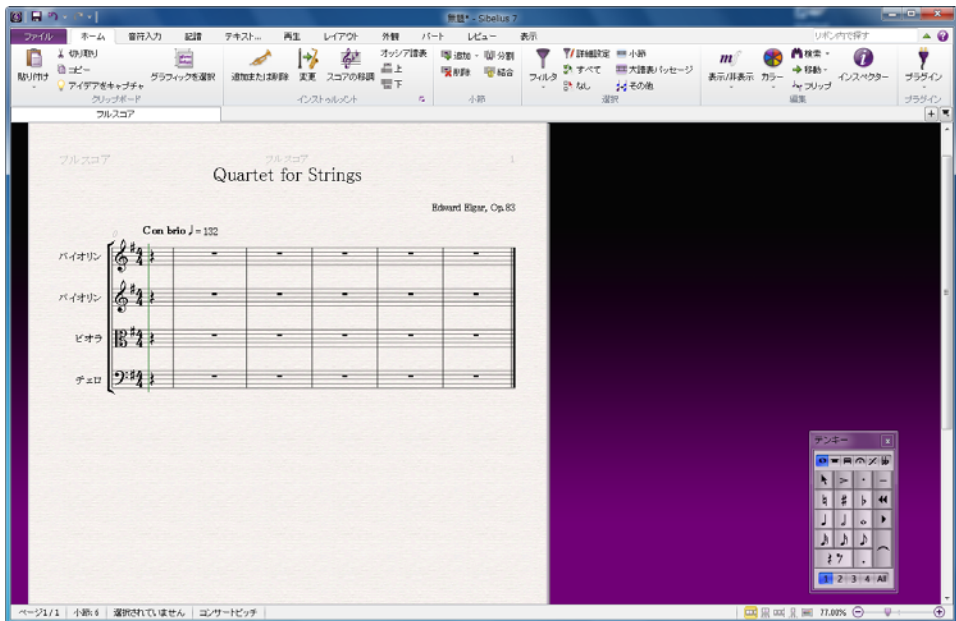 無題* - Sibelius 7
ファイル ホーム 音符入力 記譜 テキスト... 再生 レイアウト 外観 パート レビュー 表示 リボン内で探す
切り取り
コピー
アイデアをキャプチャ
貼り付け
グラフィックを選択
クリップボード
追加または削除 変更 スコアの移調
オッシア譜表
上
下
インストゥルメント
追加 分割
削除 結合
小節
フィルタ
詳細設定 小節
すべて 大譜表/パッセージ
なし その他
選択
表示/非表示 カラー
検索
移動
フリップ
インスペクター
編集
プラグイン
プラグイン
フルスコア
フルスコア フルスコア 1
Quartet for Strings
Edward Elgar, Op.83
Con brio ♩= 132
バイオリン
バイオリン
ビオラ
チェロ
テンキー
1 2 3 4 All
ページ1/1 小節: 6 選択されていません コンサートピッチ 77.00%